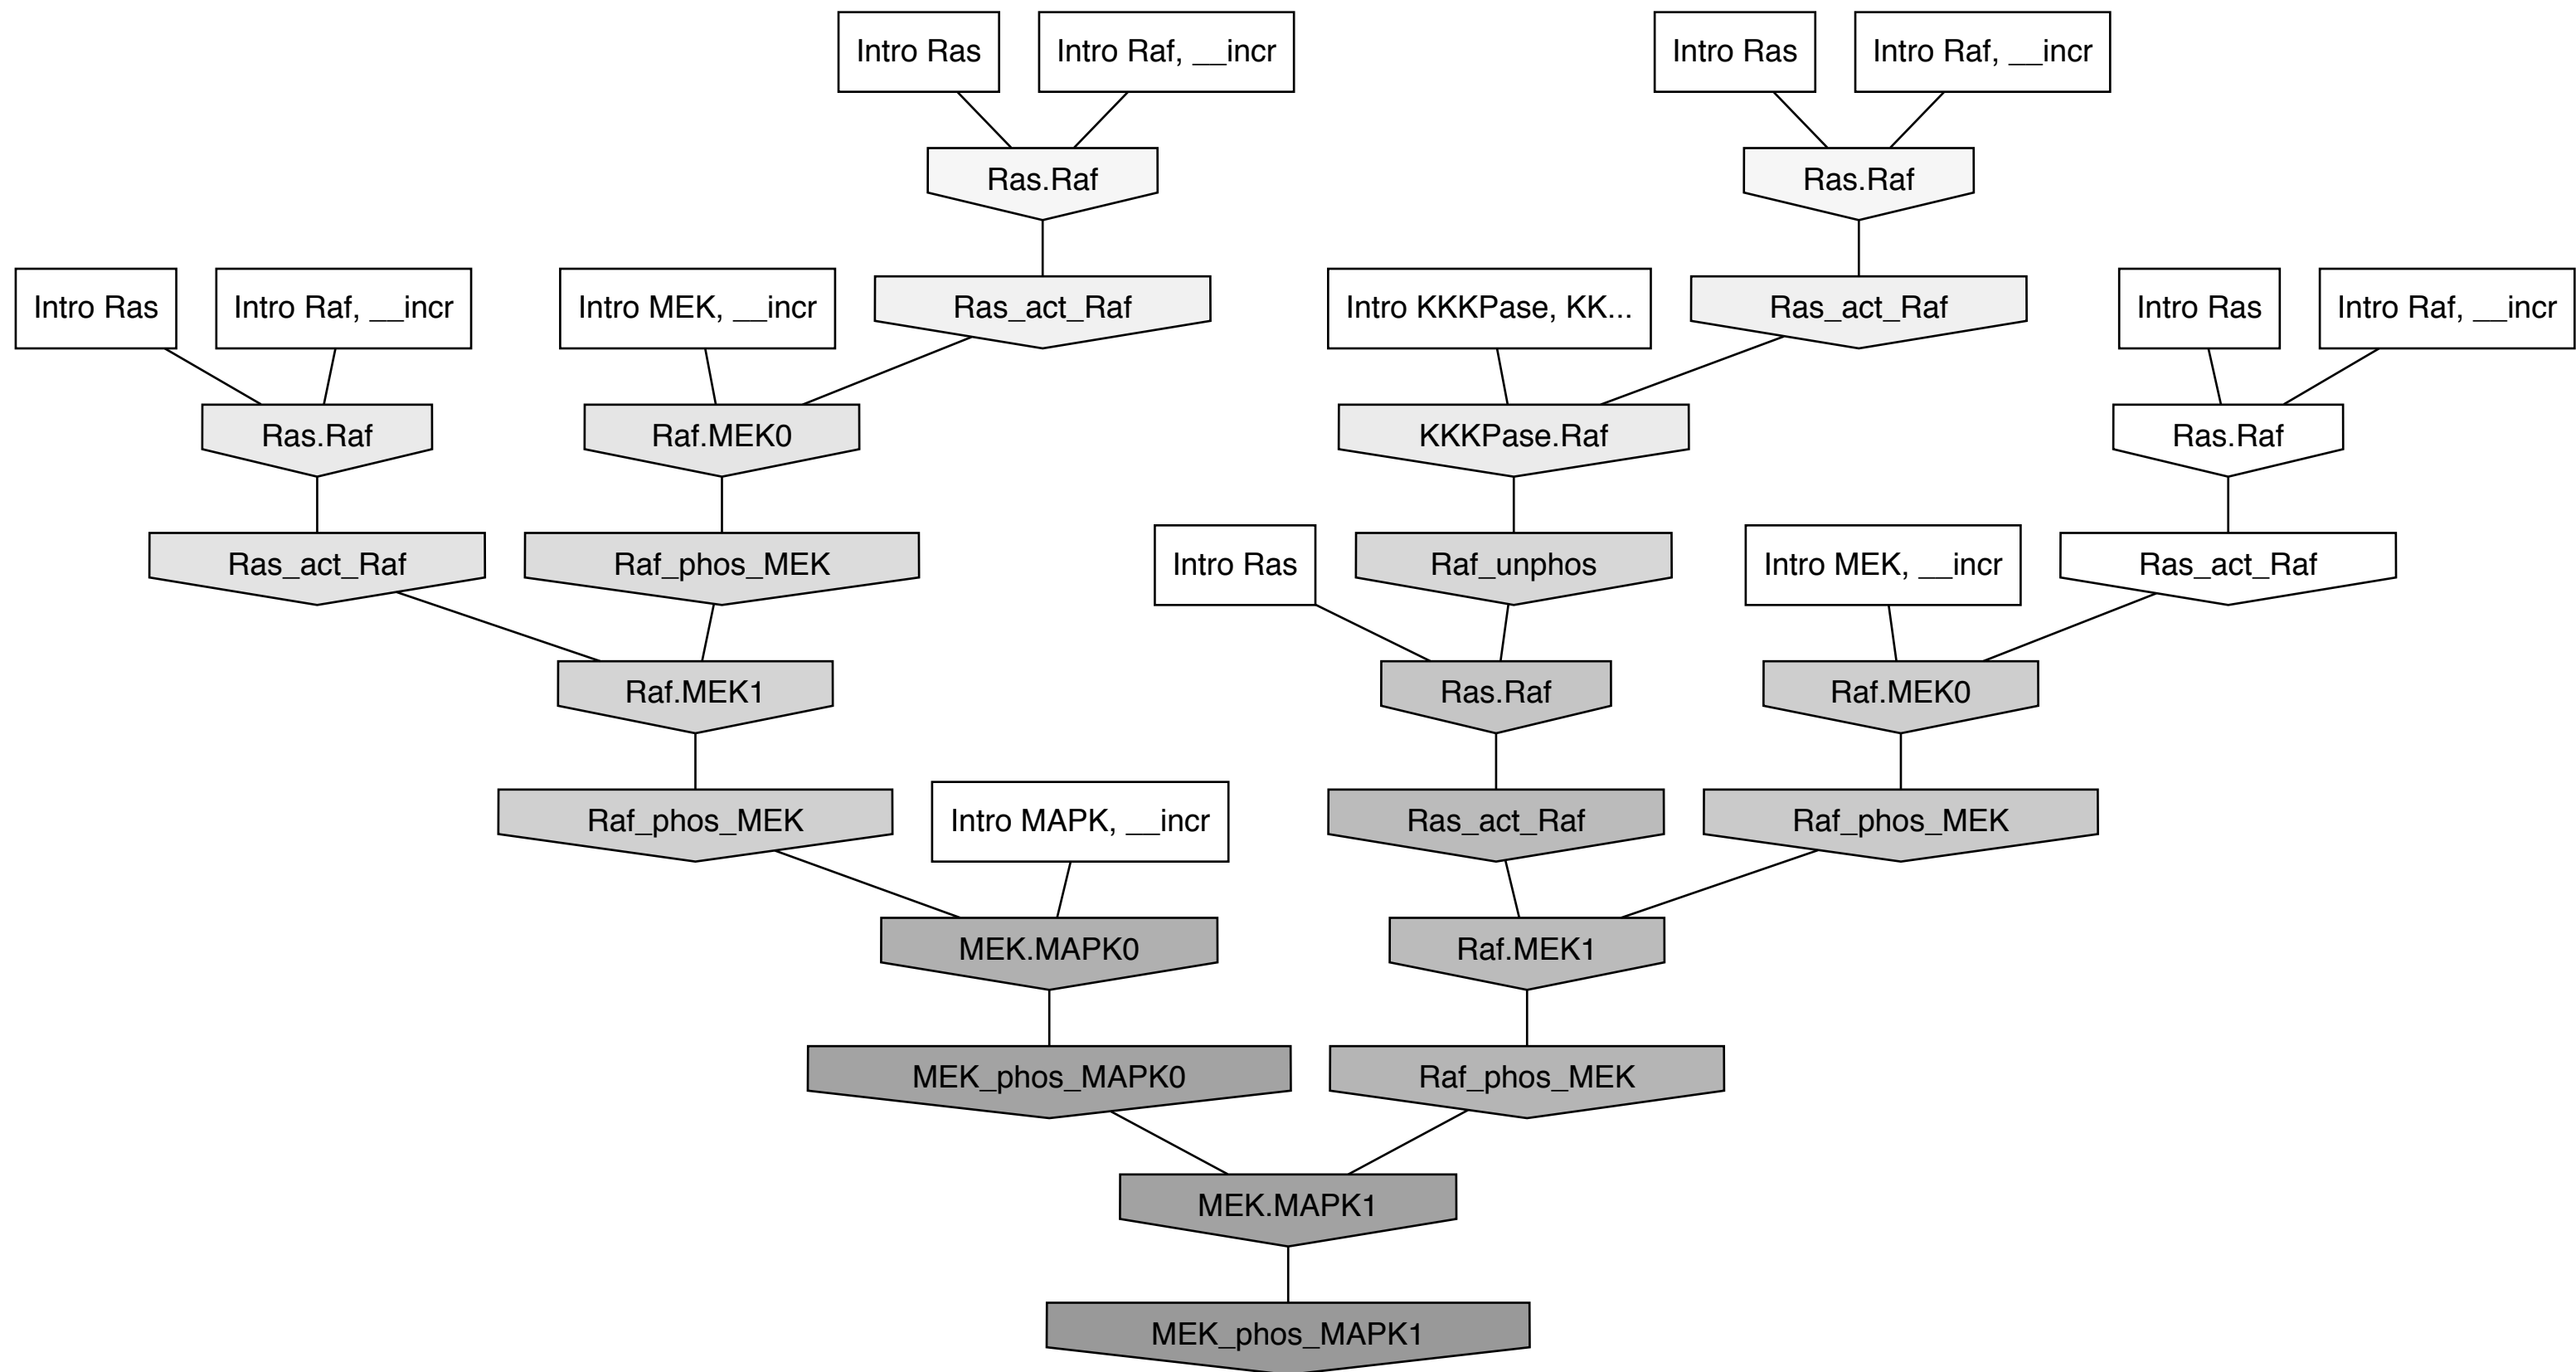 Intro Ras
Intro Raf, __incr
Intro Ras
Intro Raf, __incr
Ras.Raf
Ras.Raf
Intro Ras
Intro Raf, __incr
Intro MEK, __incr
Ras_act_Raf
Intro KKKPase, KK...
Ras_act_Raf
Intro Ras
Intro Raf, __incr
Ras.Raf
Raf.MEK0
KKKPase.Raf
Ras.Raf
Ras_act_Raf
Raf_phos_MEK
Intro Ras
Raf_unphos
Intro MEK, __incr
Ras_act_Raf
Raf.MEK1
Ras.Raf
Raf.MEK0
Raf_phos_MEK
Intro MAPK, __incr
Ras_act_Raf
Raf_phos_MEK
MEK.MAPK0
Raf.MEK1
MEK_phos_MAPK0
Raf_phos_MEK
MEK.MAPK1
MEK_phos_MAPK1